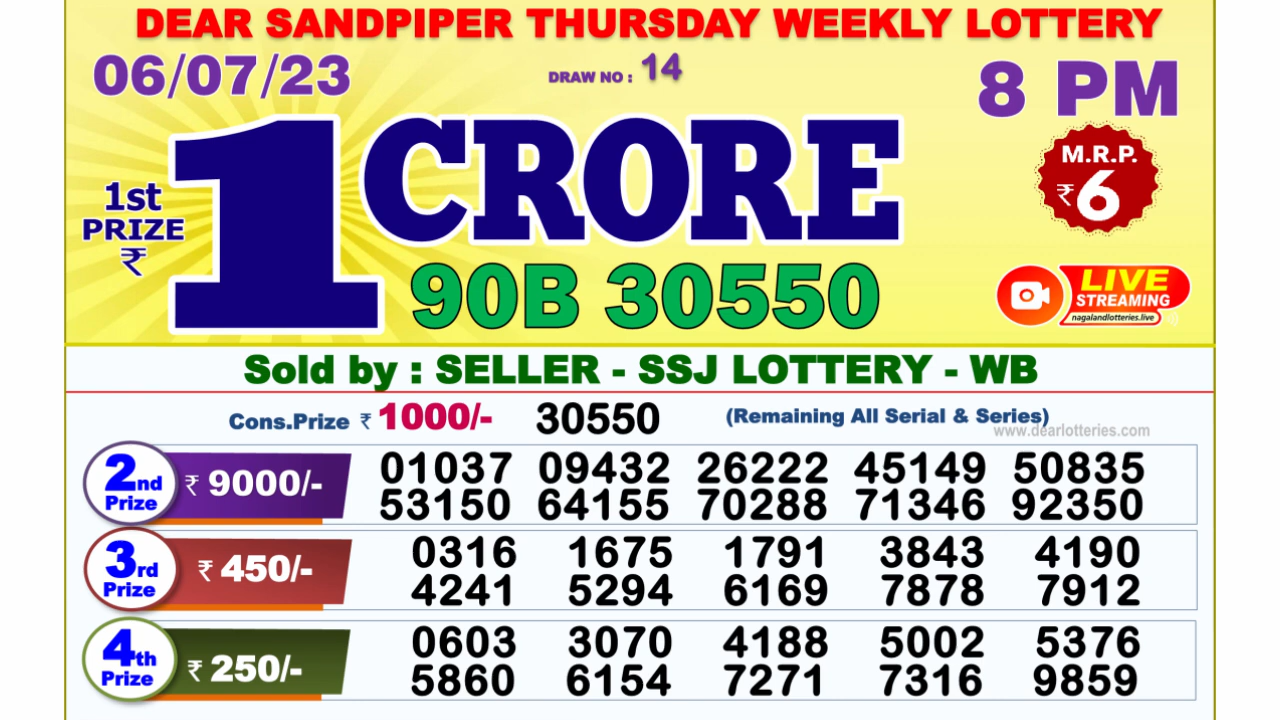 DEAR SANDPIPER THURSDAY WEEKLY LOTTERY
06/07/23
DRAW NO : 14
8 PM
1st PRIZE ₹
1 CRORE
M.R.P. ₹ 6
90B 30550
LIVE
STREAMING
nagalandlotteries.live
Sold by : SELLER - SSJ LOTTERY - WB
Cons.Prize ₹ 1000/- 30550 (Remaining All Serial & Series)
www.dearlotteries.com
2nd Prize ₹ 9000/-
01037 09432 26222 45149 50835
53150 64155 70288 71346 92350
3rd Prize ₹ 450/-
0316 1675 1791 3843 4190
4241 5294 6169 7878 7912
4th Prize ₹ 250/-
0603 3070 4188 5002 5376
5860 6154 7271 7316 9859